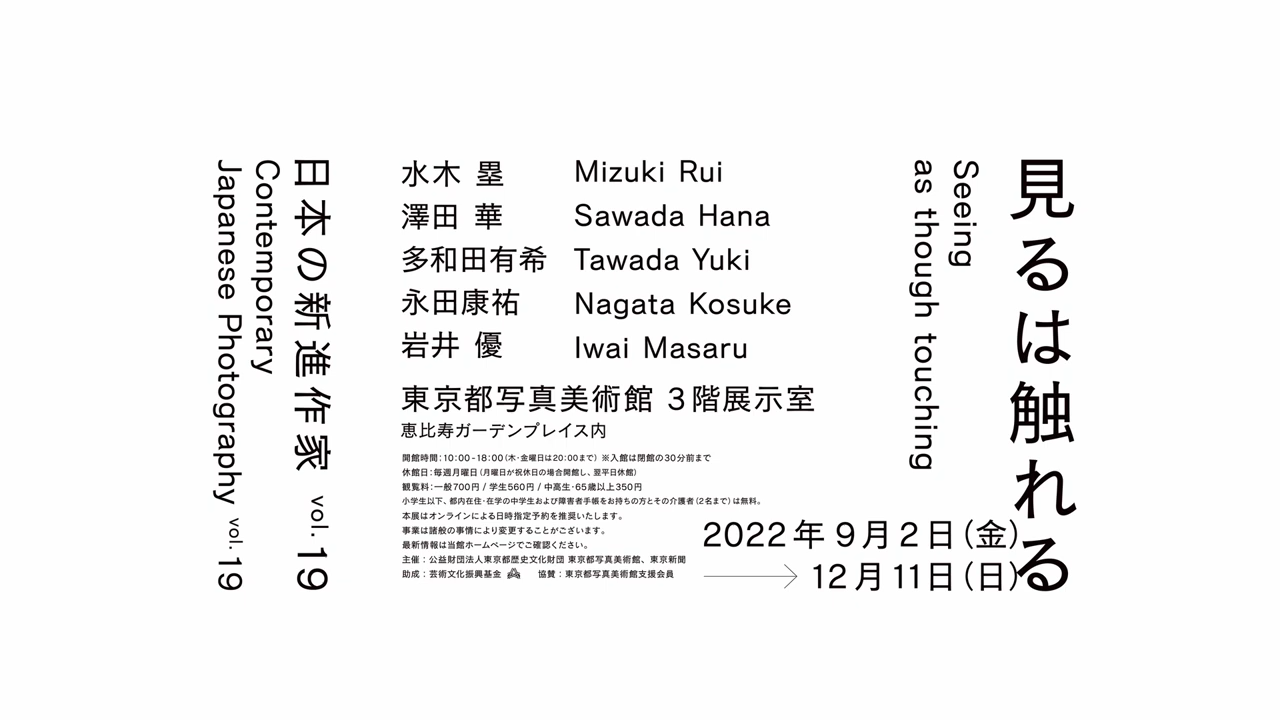 見るは触れる
Seeing
as though touching
水木 塁 Mizuki Rui
澤田 華 Sawada Hana
多和田有希 Tawada Yuki
永田康祐 Nagata Kosuke
岩井 優 Iwai Masaru
東京都写真美術館 3階展示室
恵比寿ガーデンプレイス内
開館時間：10:00-18:00（木・金曜日は20:00まで）※入館は閉館の30分前まで
休館日：毎週月曜日（月曜日が祝休日の場合開館し、翌平日休館）
観覧料：一般700円 / 学生560円 / 中高生・65歳以上350円
小学生以下、都内在住・在学の中学生および障害者手帳をお持ちの方とその介護者（2名まで）は無料。
本展はオンラインによる日時指定予約を推奨いたします。
事業は諸般の事情により変更することがございます。
最新情報は当館ホームページでご確認ください。
主催：公益財団法人東京都歴史文化財団 東京都写真美術館、東京新聞
助成：芸術文化振興基金 協賛：東京都写真美術館支援会員
2022年9月2日（金）
→12月11日（日）
日本の新進作家 vol. 19
Contemporary
Japanese Photography vol. 19